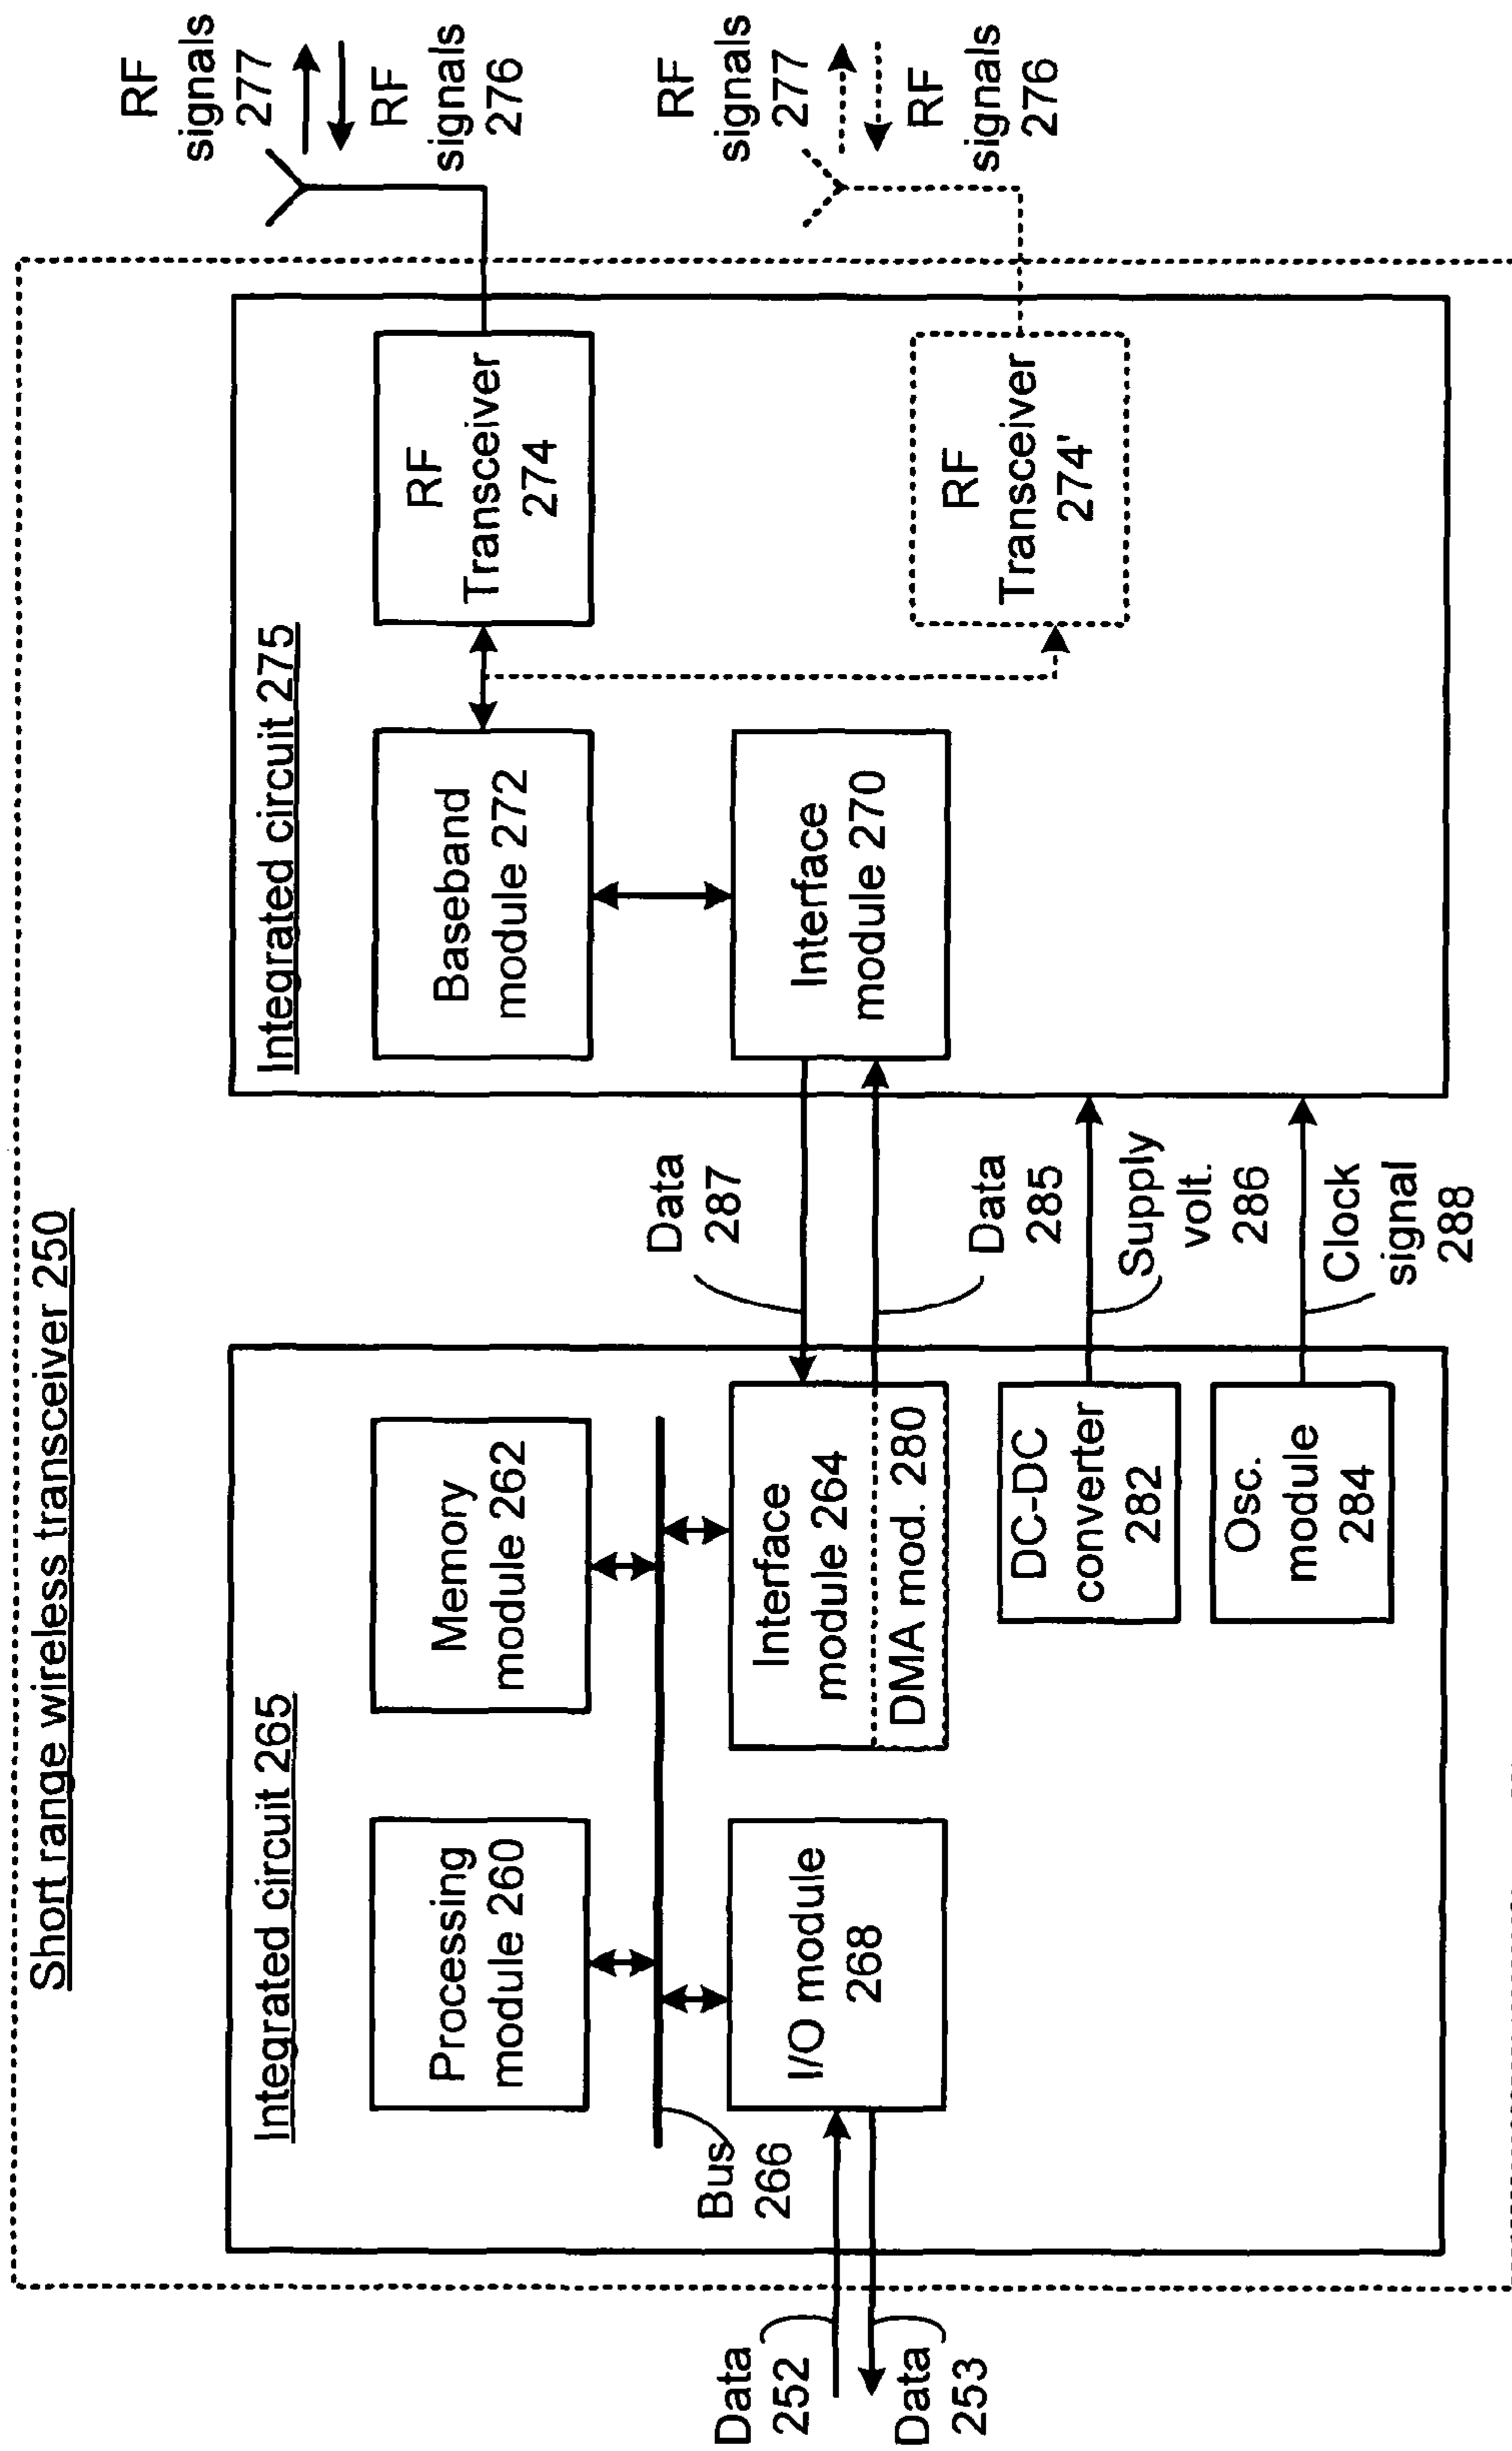 Short range wireless transceiver 250
Integrated circuit 265
Processing
module 260
Memory
module 262
Bus
266
I/O module
268
Interface
module 264
DMA mod. 280
DC-DC
converter
282
Osc.
module
284
Data
252
Data
253
Data
287
Data
285
Supply
volt.
286
Clock
signal
288
Integrated circuit 275
Baseband
module 272
Interface
module 270
RF
Transceiver
274
RF
Transceiver
274'
RF
signals
277
RF
signals
276
RF
signals
277
RF
signals
276